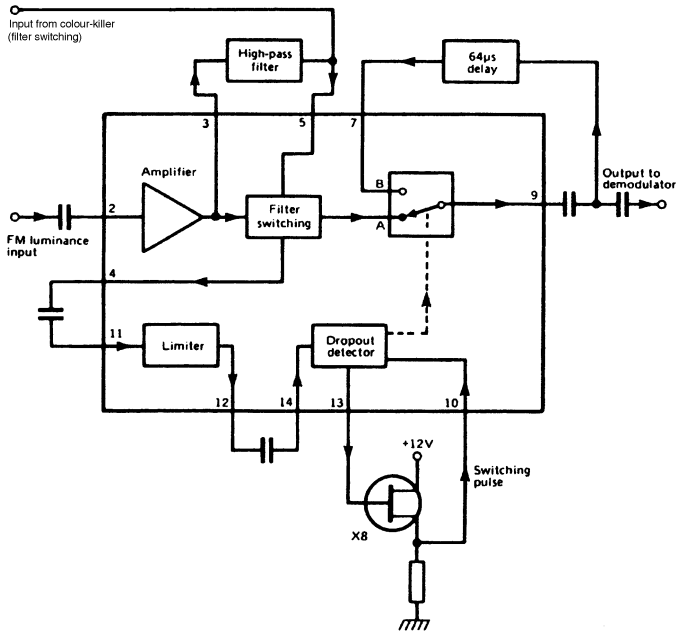 Input from colour-killer
(filter switching)
High-pass
filter
64µs
delay
3
5
7
Amplifier
B
Output to
demodulator
2
Filter
switching
A
9
FM luminance
input
4
11
Limiter
Dropout
detector
12
14
13
10
+12V
Switching
pulse
X8